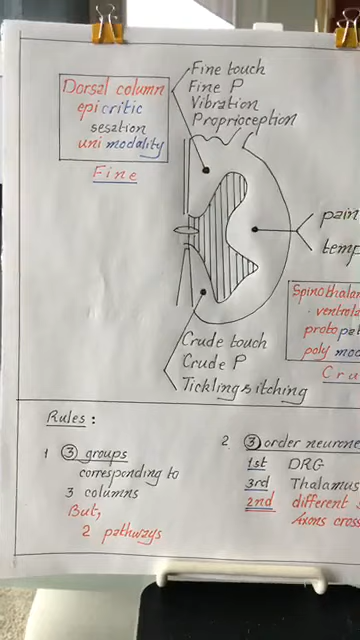 Fine touch
Fine P
Vibration
Proprioception
Dorsal column
epicritic
sesation
uni modality
Fine
pain
temp
Spinothalam
ventrola
protopat
poly mod
Cru
Crude touch
Crude P
Tickling & itching
Rules :
1 3 groups
corresponding to
3 columns
But,
2 pathways
2. 3 order neurone
1st DRG
3rd Thalamus
2nd different s
Axons cross